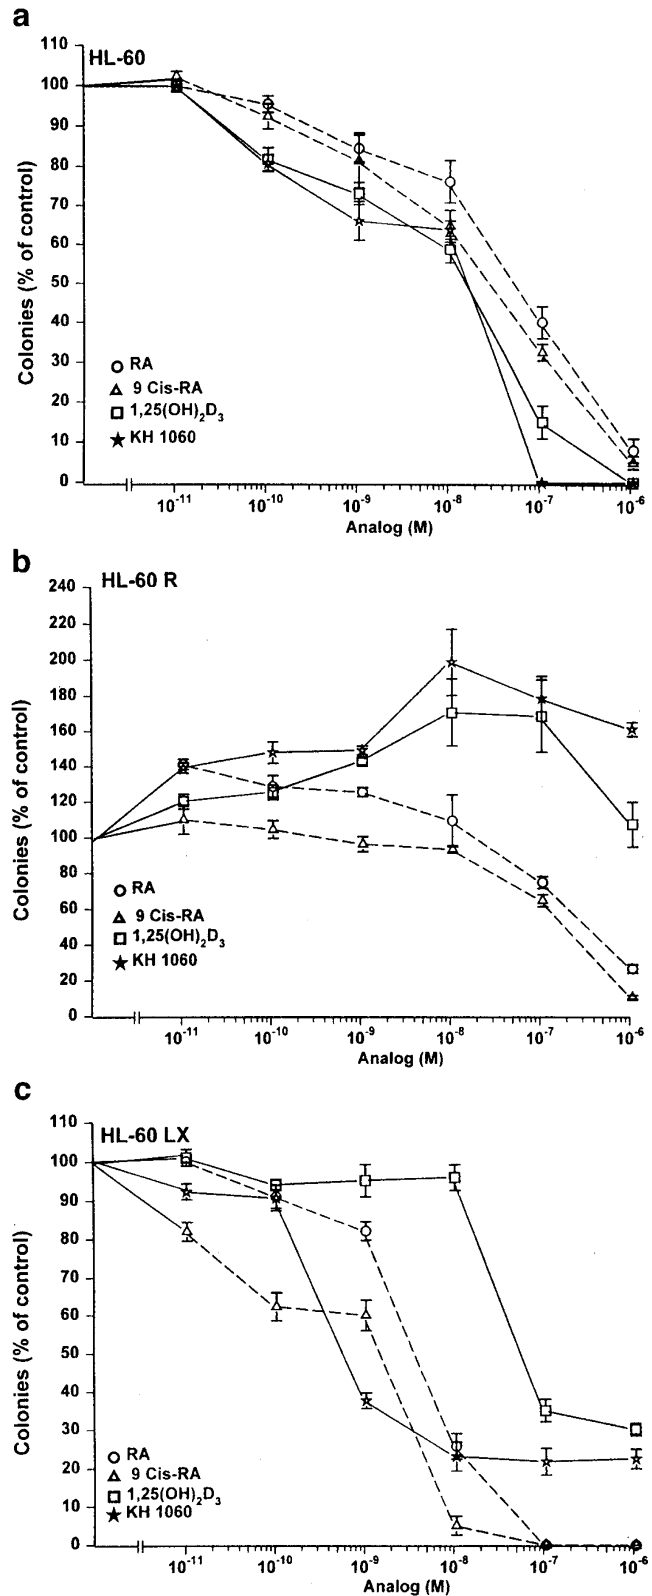 a
HL-60
110
100
90
80
70
60
50
40
30
20
10
0
Colonies (% of control)
RA
9 Cis-RA
1,25(OH)₂D₃
KH 1060
10⁻¹¹ 10⁻¹⁰ 10⁻⁹ 10⁻⁸ 10⁻⁷ 10⁻⁶
Analog (M)
b
HL-60 R
240
220
200
180
160
140
120
100
80
60
40
20
0
Colonies (% of control)
RA
9 Cis-RA
1,25(OH)₂D₃
KH 1060
10⁻¹¹ 10⁻¹⁰ 10⁻⁹ 10⁻⁸ 10⁻⁷ 10⁻⁶
Analog (M)
c
HL-60 LX
110
100
90
80
70
60
50
40
30
20
10
0
Colonies (% of control)
RA
9 Cis-RA
1,25(OH)₂D₃
KH 1060
10⁻¹¹ 10⁻¹⁰ 10⁻⁹ 10⁻⁸ 10⁻⁷ 10⁻⁶
Analog (M)